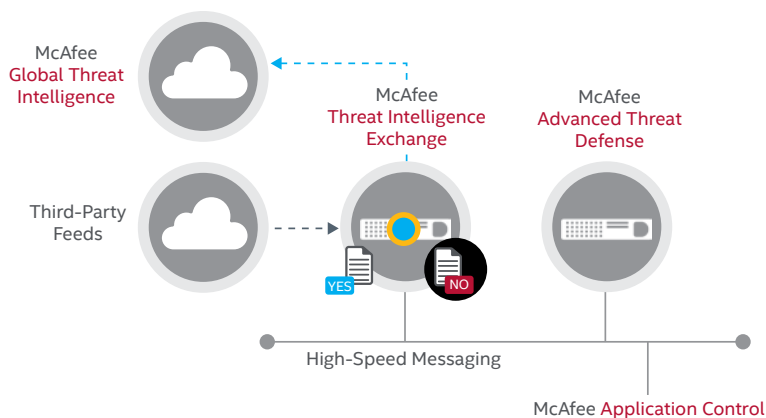 McAfee
Global Threat
Intelligence
McAfee
Threat Intelligence
Exchange
McAfee
Advanced Threat
Defense
Third-Party
Feeds
YES
NO
High-Speed Messaging
McAfee Application Control